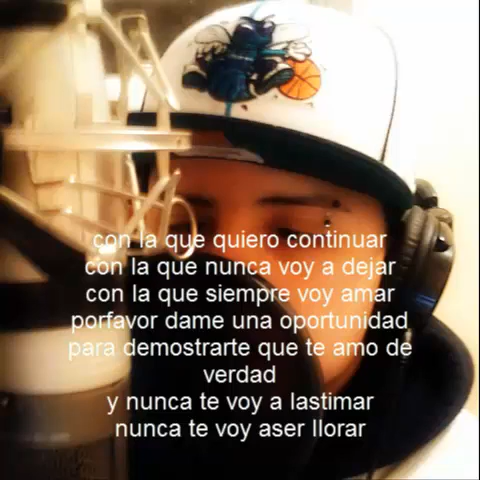 con la que quiero continuar
con la que nunca voy a dejar
con la que siempre voy amar
porfavor dame una oportunidad
para demostrarte que te amo de
verdad
y nunca te voy a lastimar
nunca te voy aser llorar